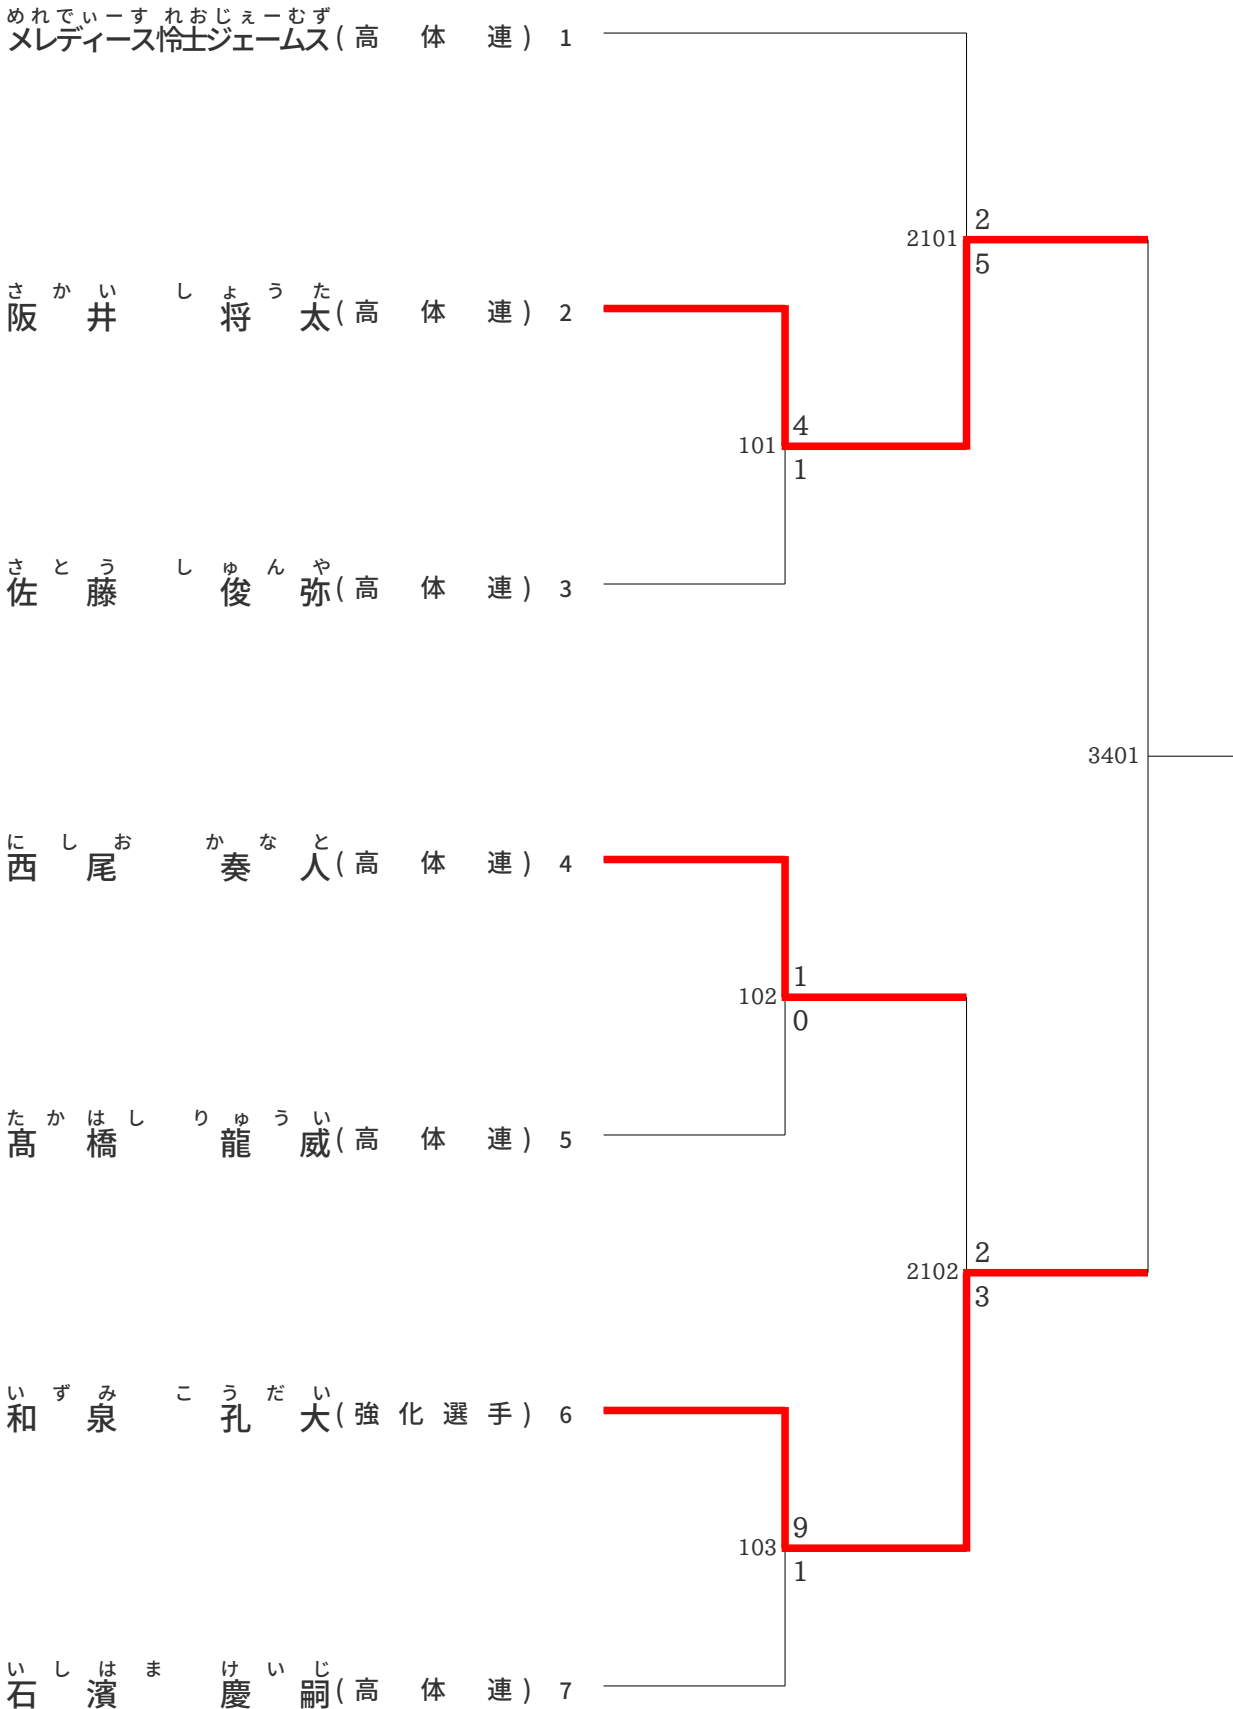 めれでぃーす れおじぇーむず
メレディース怜士ジェームス(高体連) 1
2
2101
5
さかい しょうた
阪井 将太(高体連) 2
4
101
1
さとう しゅんや
佐藤 俊弥(高体連) 3
3401
にしお かなと
西尾 奏人(高体連) 4
1
102
0
たかはし りゅうい
髙橋 龍威(高体連) 5
2
2102
3
いずみ こうだい
和泉 孔大(強化選手) 6
9
103
1
いしはま けいじ
石濱 慶嗣(高体連) 7